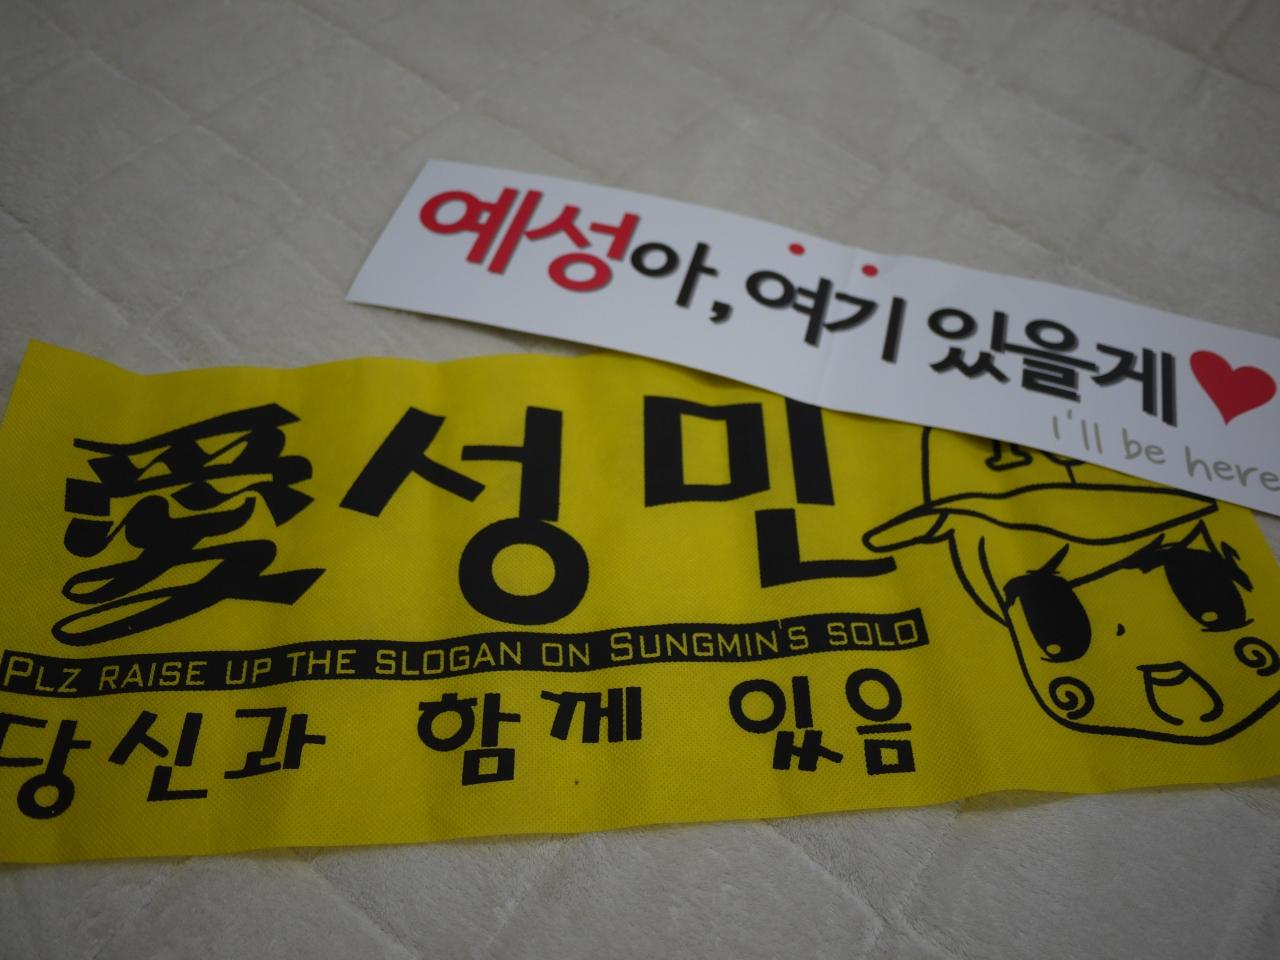 예성아, 여기 있을게♥
i'll be here
愛성민
PLZ RAISE UP THE SLOGAN ON SUNGMIN'S SOLO
당신과 함께 있음